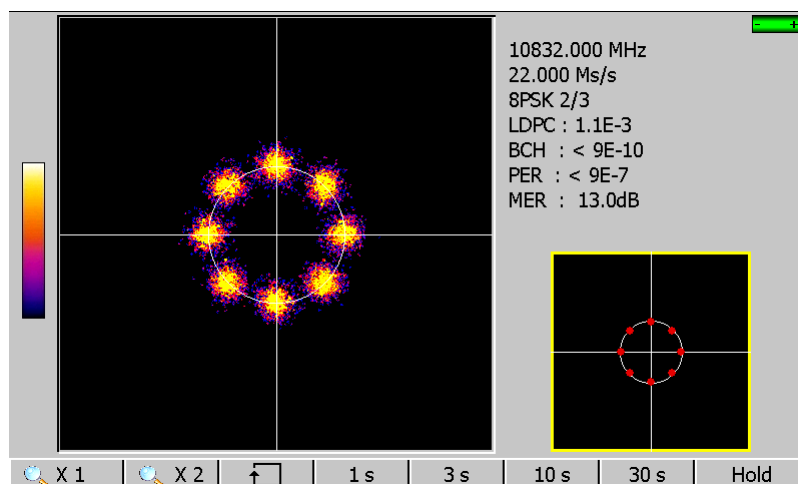 - +
10832.000 MHz
22.000 Ms/s
8PSK 2/3
LDPC : 1.1E-3
BCH : < 9E-10
PER : < 9E-7
MER : 13.0dB
X 1 X 2 1 s 3 s 10 s 30 s Hold